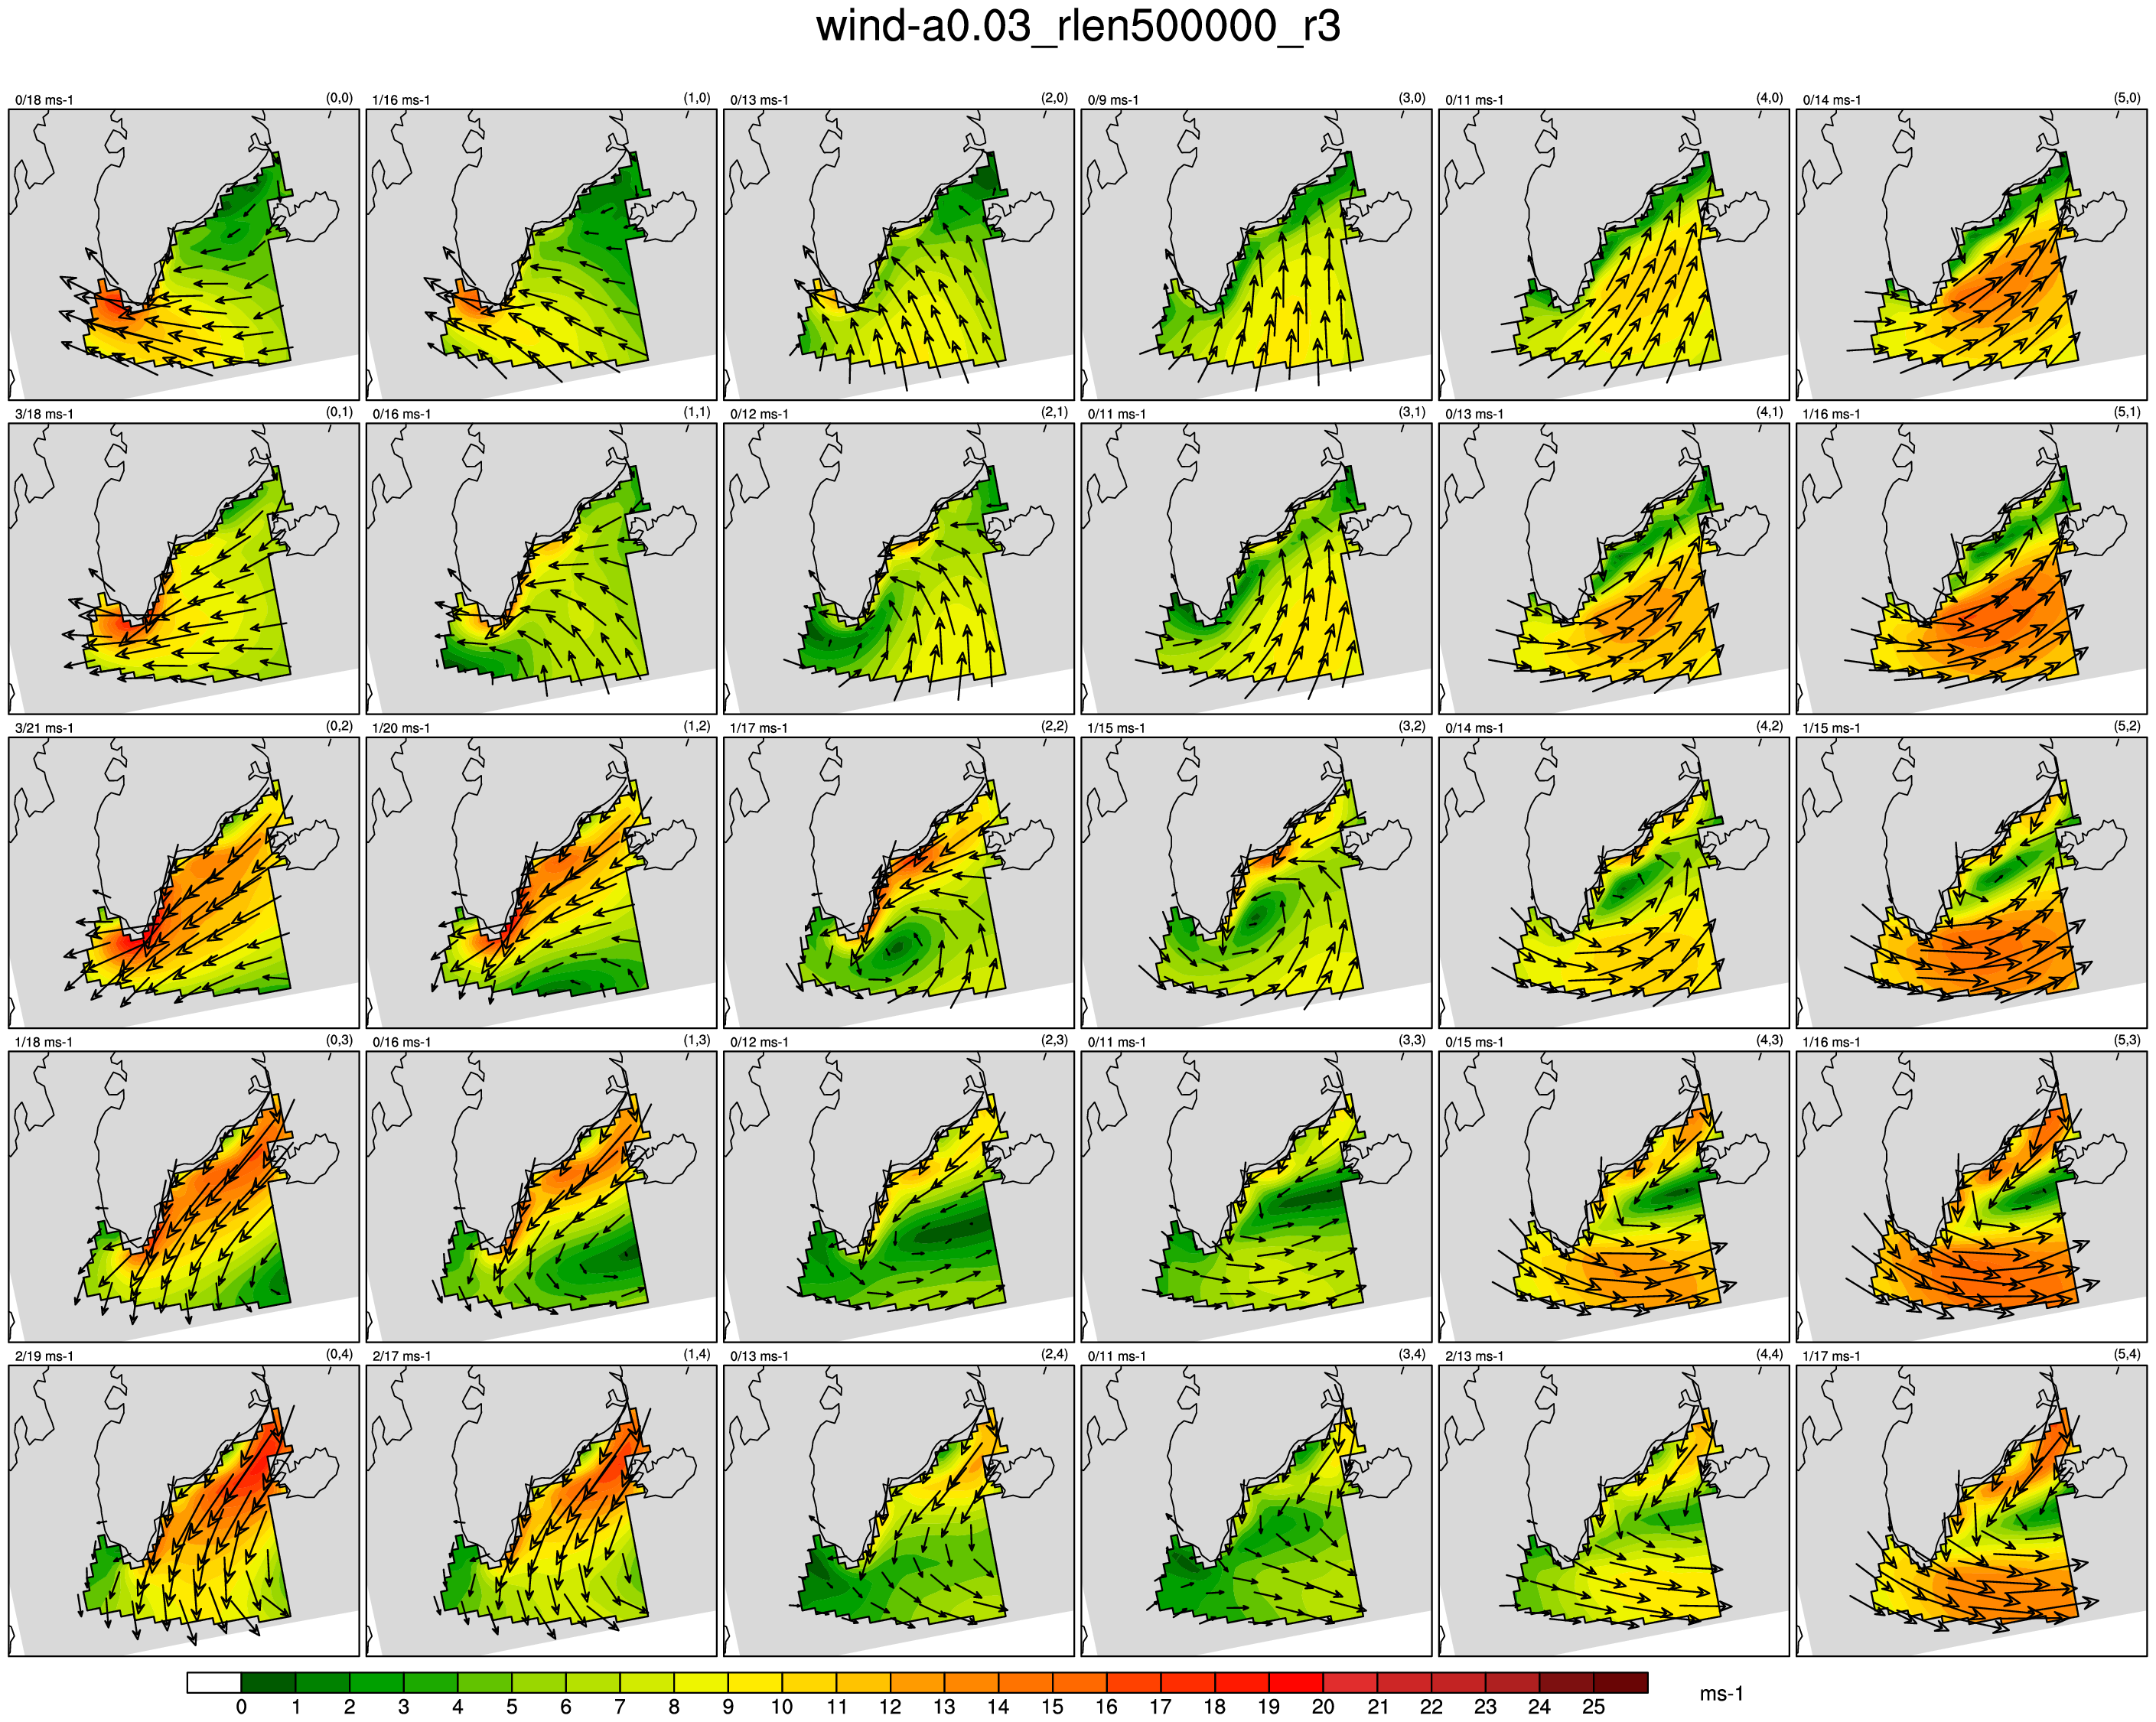 wind-a0.03_rlen500000_r3
0/18 ms-1 (0,0) 1/16 ms-1 (1,0) 0/13 ms-1 (2,0) 0/9 ms-1 (3,0) 0/11 ms-1 (4,0) 0/14 ms-1 (5,0)
3/18 ms-1 (0,1) 0/16 ms-1 (1,1) 0/12 ms-1 (2,1) 0/11 ms-1 (3,1) 0/13 ms-1 (4,1) 1/16 ms-1 (5,1)
3/21 ms-1 (0,2) 1/20 ms-1 (1,2) 1/17 ms-1 (2,2) 1/15 ms-1 (3,2) 0/14 ms-1 (4,2) 1/15 ms-1 (5,2)
1/18 ms-1 (0,3) 0/16 ms-1 (1,3) 0/12 ms-1 (2,3) 0/11 ms-1 (3,3) 0/15 ms-1 (4,3) 1/16 ms-1 (5,3)
2/19 ms-1 (0,4) 2/17 ms-1 (1,4) 0/13 ms-1 (2,4) 0/11 ms-1 (3,4) 2/13 ms-1 (4,4) 1/17 ms-1 (5,4)
0 1 2 3 4 5 6 7 8 9 10 11 12 13 14 15 16 17 18 19 20 21 22 23 24 25 ms-1